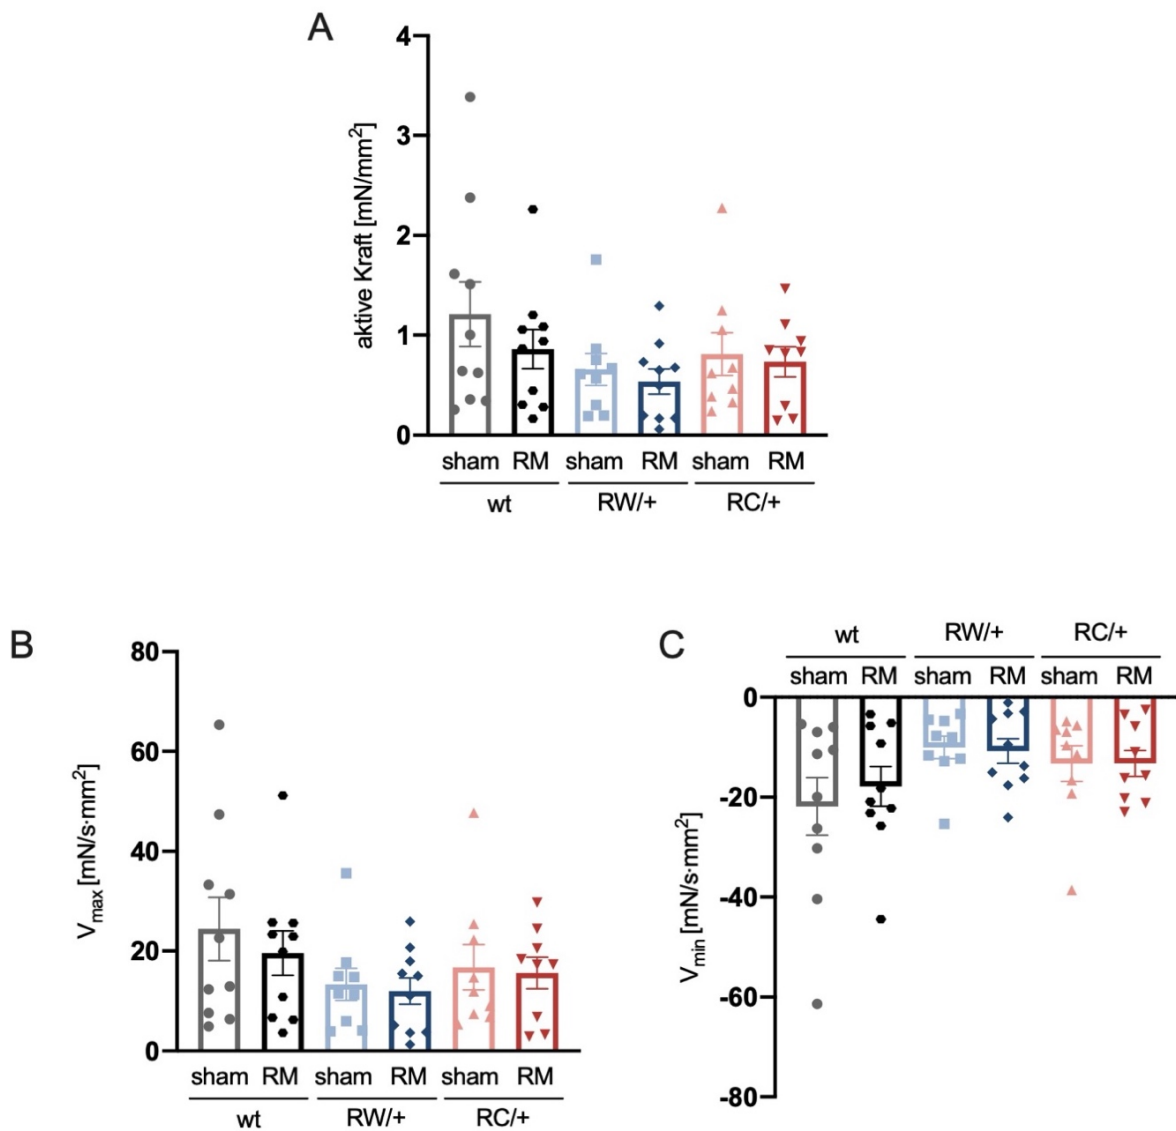 A
aktive Kraft [mN/mm²]
4
3
2
1
0
sham RM sham RM sham RM
wt RW/+ RC/+
B
V_max [mN/s·mm²]
80
60
40
20
0
sham RM sham RM sham RM
wt RW/+ RC/+
C
V_min [mN/s·mm²]
wt RW/+ RC/+
sham RM sham RM sham RM
0
-20
-40
-60
-80